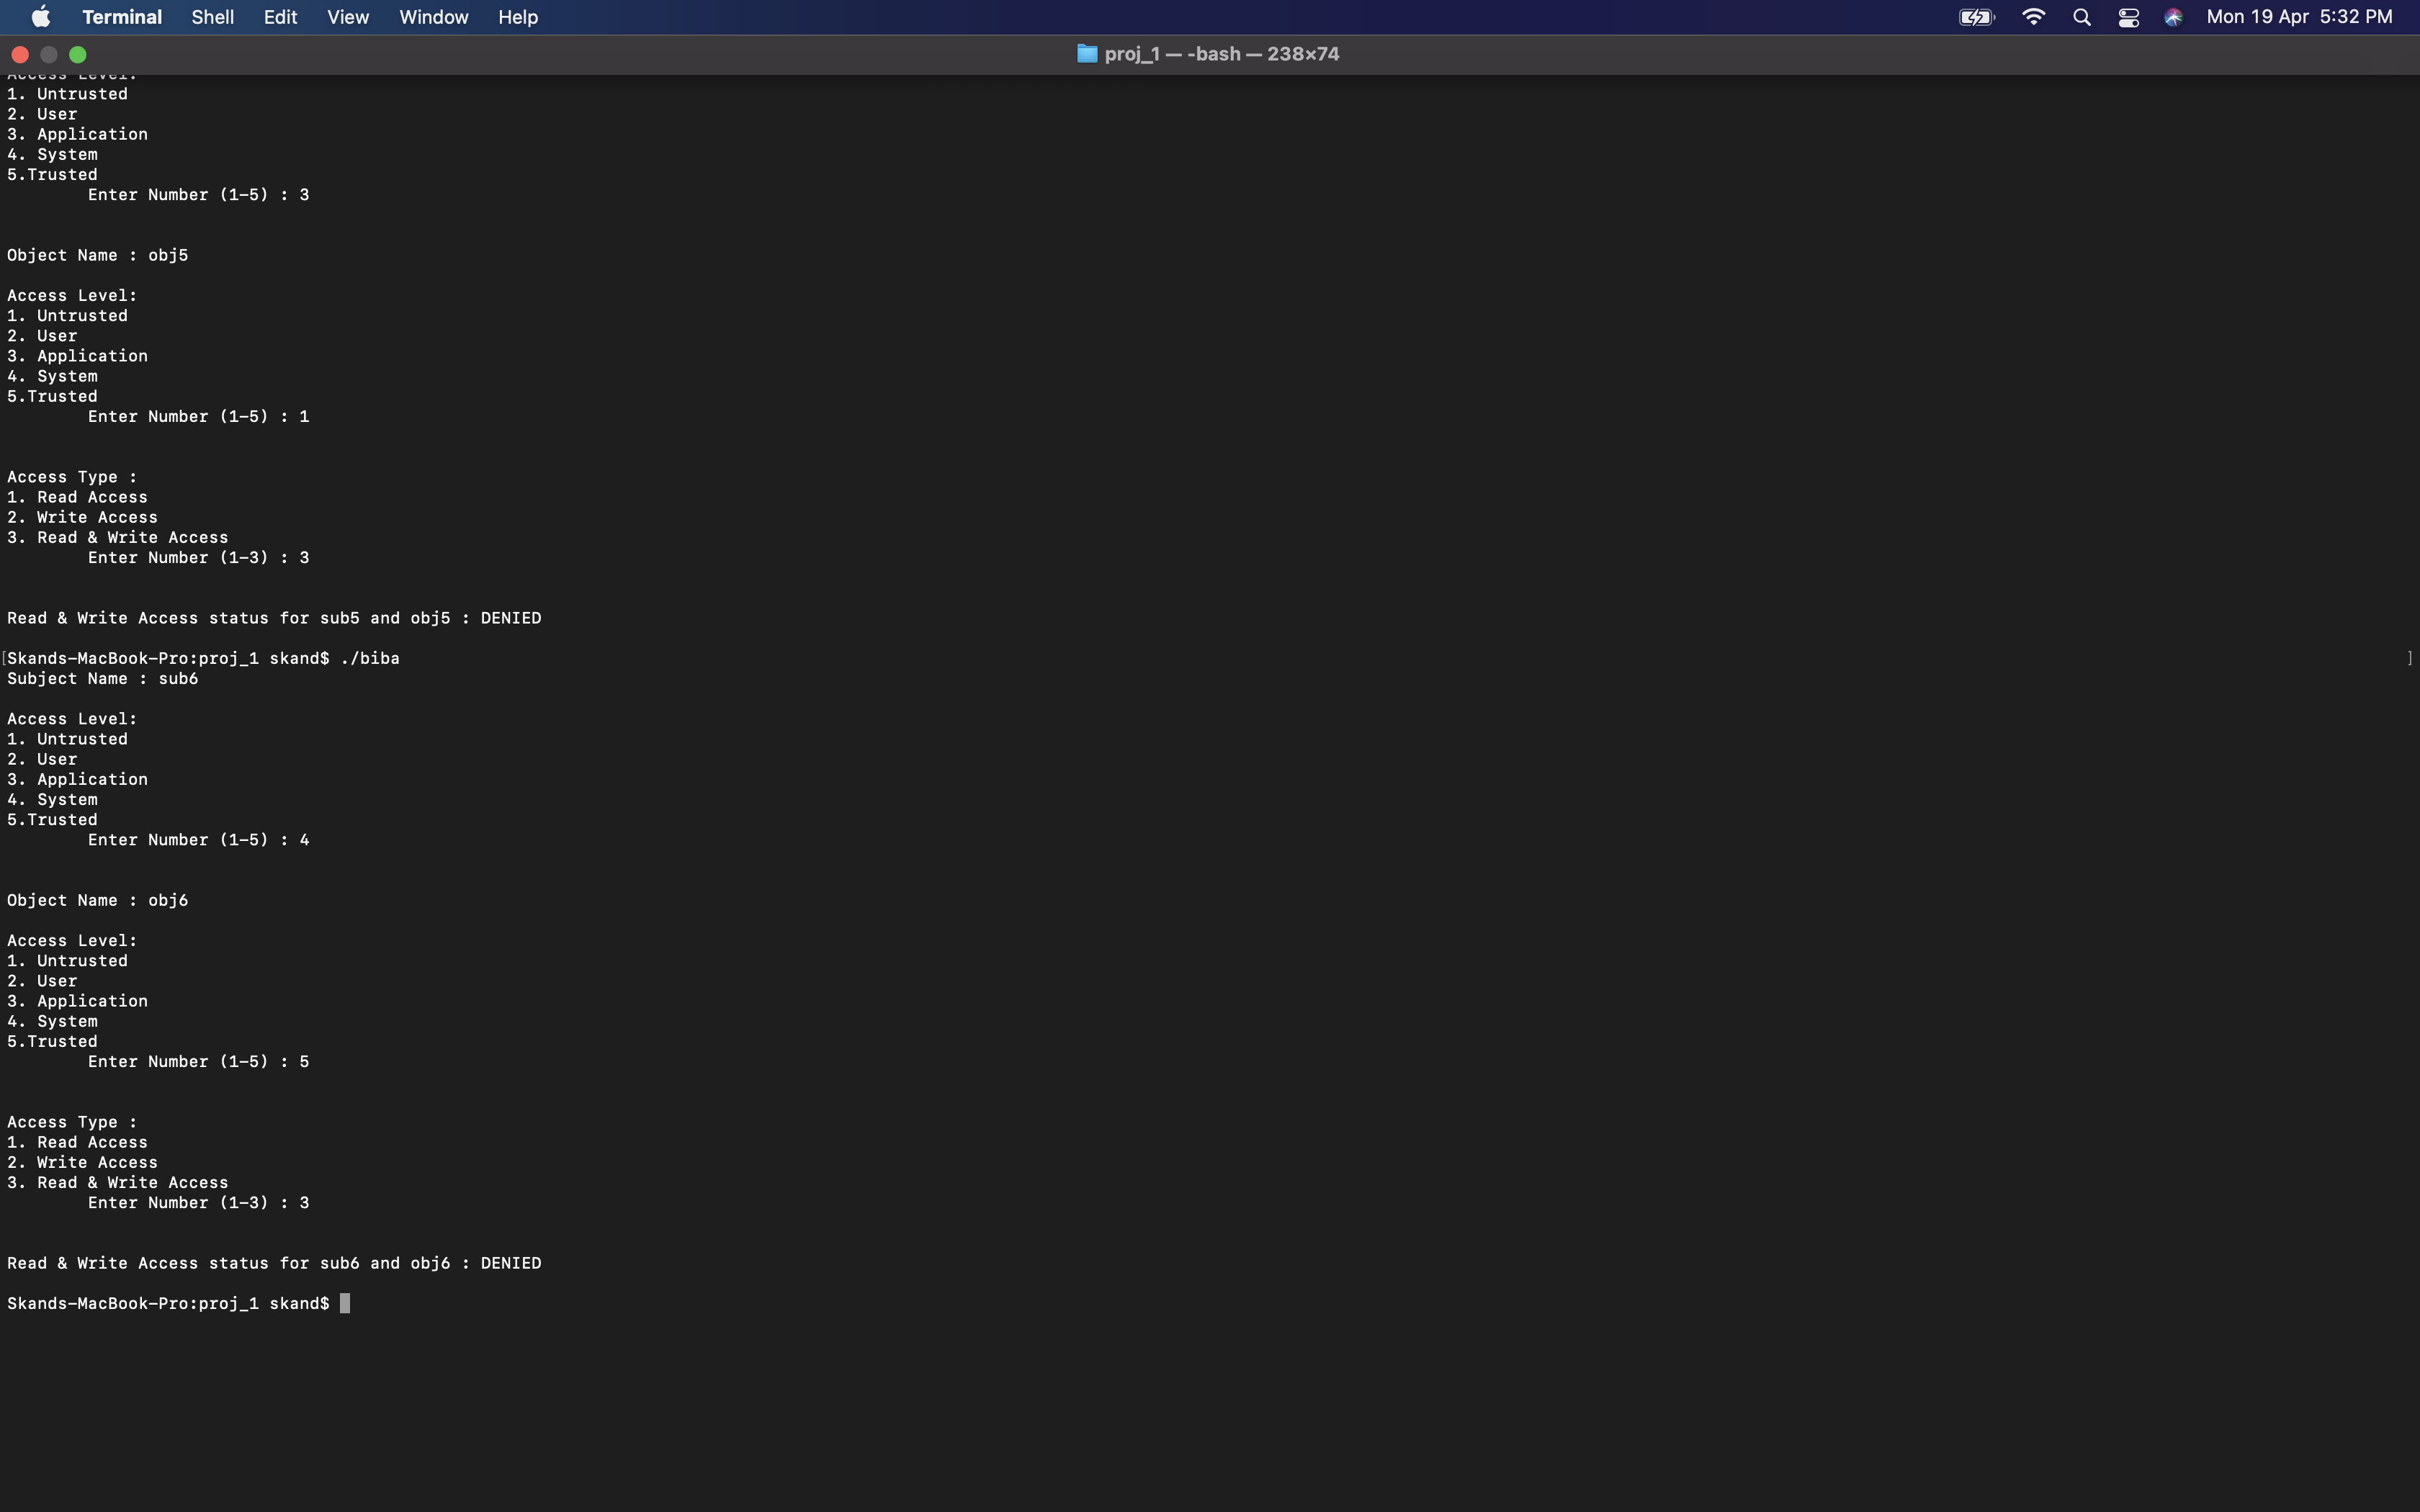 Terminal Shell Edit View Window Help Mon 19 Apr 5:32 PM
proj_1 — -bash — 238×74
Access Level:
1. Untrusted
2. User
3. Application
4. System
5.Trusted
Enter Number (1-5) : 3
Object Name : obj5
Access Level:
1. Untrusted
2. User
3. Application
4. System
5.Trusted
Enter Number (1-5) : 1
Access Type :
1. Read Access
2. Write Access
3. Read & Write Access
Enter Number (1-3) : 3
Read & Write Access status for sub5 and obj5 : DENIED
[Skands-MacBook-Pro:proj_1 skand$ ./biba ]
Subject Name : sub6
Access Level:
1. Untrusted
2. User
3. Application
4. System
5.Trusted
Enter Number (1-5) : 4
Object Name : obj6
Access Level:
1. Untrusted
2. User
3. Application
4. System
5.Trusted
Enter Number (1-5) : 5
Access Type :
1. Read Access
2. Write Access
3. Read & Write Access
Enter Number (1-3) : 3
Read & Write Access status for sub6 and obj6 : DENIED
Skands-MacBook-Pro:proj_1 skand$